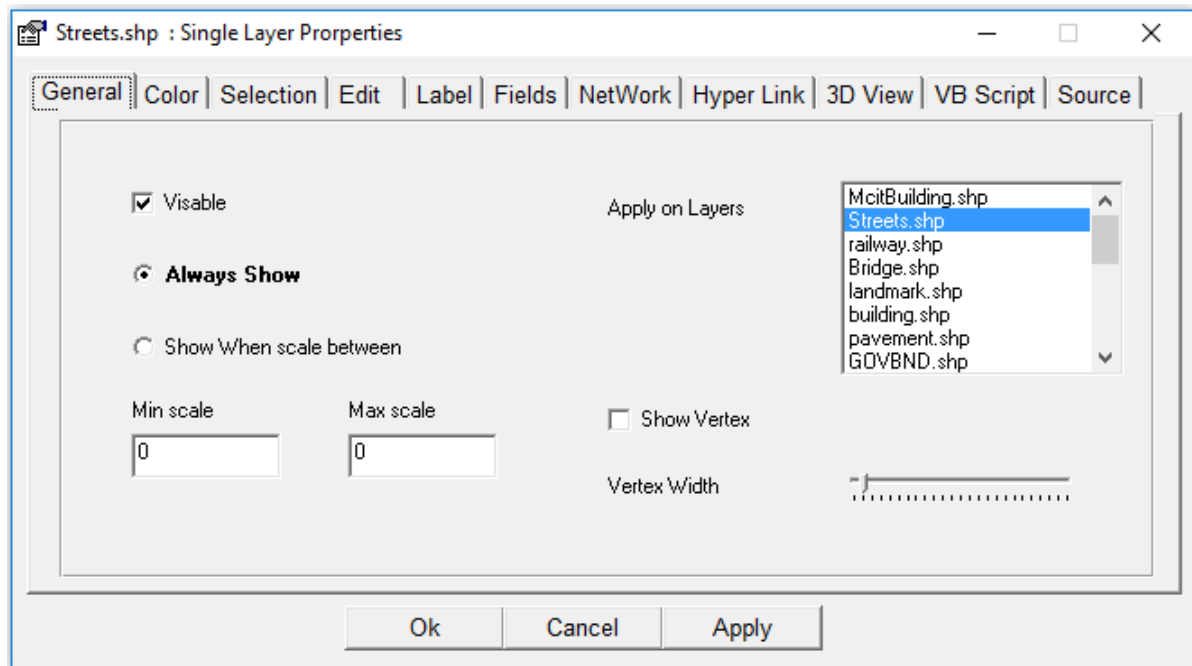 Streets.shp : Single Layer Prorperties
General Color Selection Edit Label Fields NetWork Hyper Link 3D View VB Script Source
Visable
Always Show
Show When scale between
Min scale Max scale
0 0
Apply on Layers
McitBuilding.shp
Streets.shp
railway.shp
Bridge.shp
landmark.shp
building.shp
pavement.shp
GOVBND.shp
Show Vertex
Vertex Width
Ok Cancel Apply